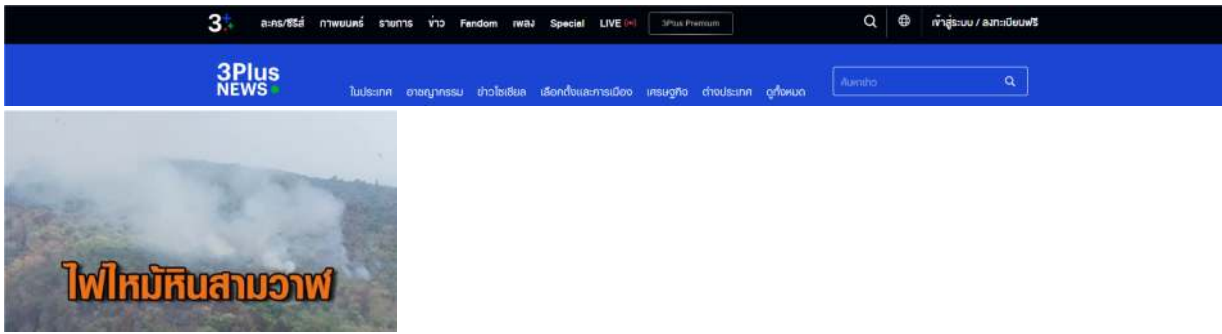 3+
ละคร/ซีรีส์ ภาพยนตร์ รายการ ข่าว Fandom เพลง Special LIVE 3Plus Premium เข้าสู่ระบบ / ลงทะเบียนฟรี
3Plus
NEWS
ในประเทศ อาชญากรรม ข่าวโซเชียล เลือกตั้งและการเมือง เศรษฐกิจ ต่างประเทศ ดูทั้งหมด ค้นหาข่าว
ไฟไหม้หินสามวาฬ